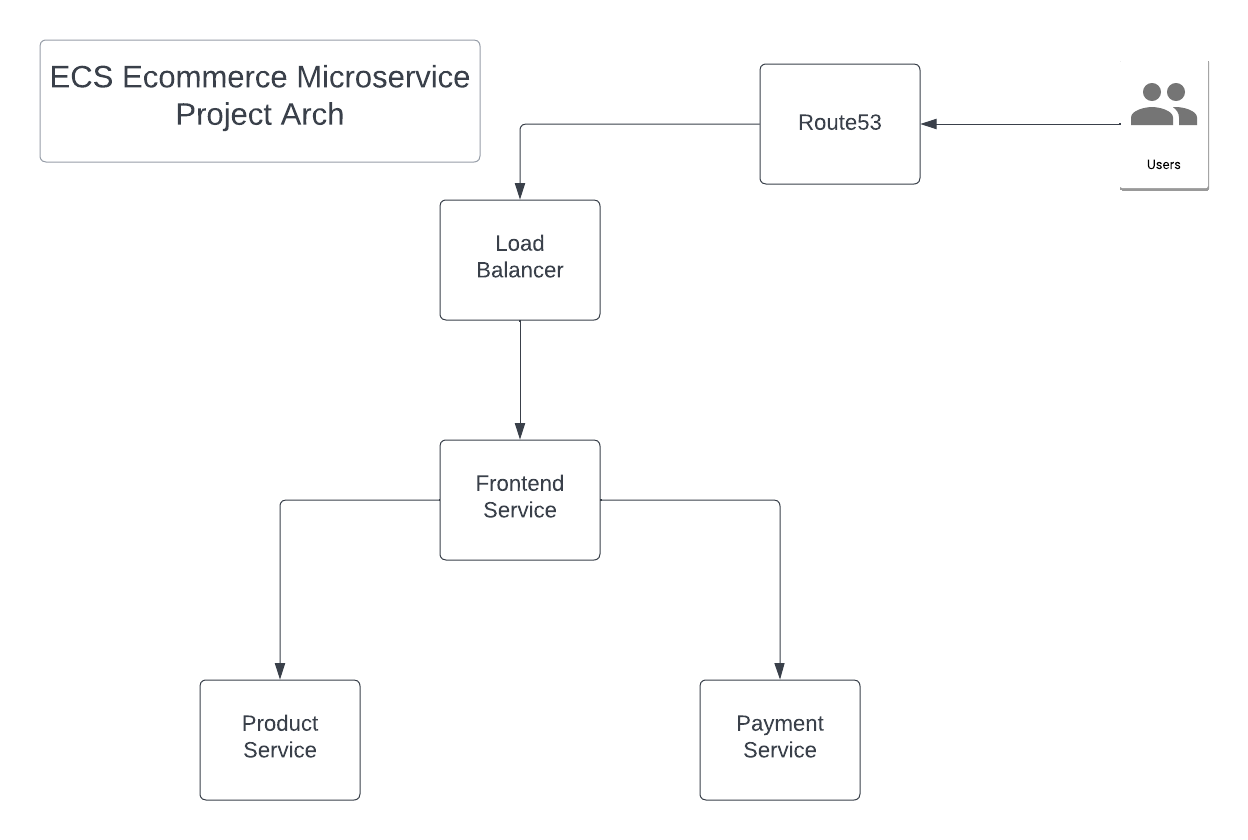 ECS Ecommerce Microservice
Project Arch
Route53
Users
Load
Balancer
Frontend
Service
Product
Service
Payment
Service